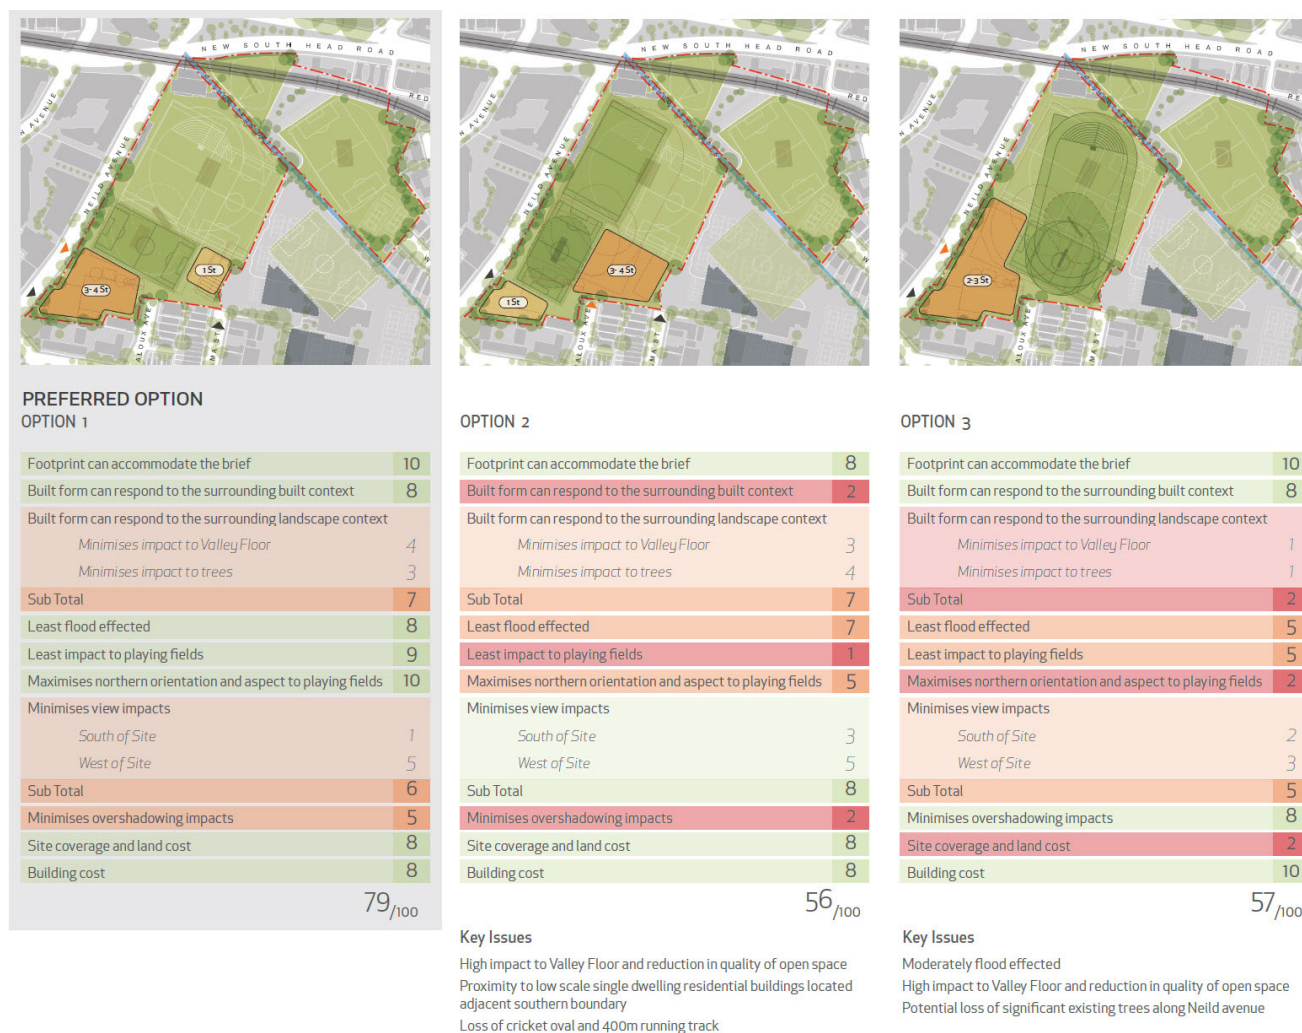 NEW SOUTH HEAD ROAD
RED
N AVENUE
NEILD AVENUE
1 St
3-4 St
ALOUX AVE
MA ST
W
PREFERRED OPTION
OPTION 1
Footprint can accommodate the brief 10
Built form can respond to the surrounding built context 8
Built form can respond to the surrounding landscape context
Minimises impact to Valley Floor 4
Minimises impact to trees 3
Sub Total 7
Least flood effected 8
Least impact to playing fields 9
Maximises northern orientation and aspect to playing fields 10
Minimises view impacts
South of Site 1
West of Site 5
Sub Total 6
Minimises overshadowing impacts 5
Site coverage and land cost 8
Building cost 8
79/100
NEW SOUTH HEAD ROAD
RED
N AVENUE
NEILD AVENUE
3-4 St
1 St
ALOUX AVE
MA ST
W
OPTION 2
Footprint can accommodate the brief 8
Built form can respond to the surrounding built context 2
Built form can respond to the surrounding landscape context
Minimises impact to Valley Floor 3
Minimises impact to trees 4
Sub Total 7
Least flood effected 7
Least impact to playing fields 1
Maximises northern orientation and aspect to playing fields 5
Minimises view impacts
South of Site 3
West of Site 5
Sub Total 8
Minimises overshadowing impacts 2
Site coverage and land cost 8
Building cost 8
56/100
Key Issues
High impact to Valley Floor and reduction in quality of open space
Proximity to low scale single dwelling residential buildings located
adjacent southern boundary
Loss of cricket oval and 400m running track
NEW SOUTH HEAD ROAD
RED
N AVENUE
NEILD AVENUE
2-3 St
ALOUX AVE
MA ST
OPTION 3
Footprint can accommodate the brief 10
Built form can respond to the surrounding built context 8
Built form can respond to the surrounding landscape context
Minimises impact to Valley Floor 1
Minimises impact to trees 1
Sub Total 2
Least flood effected 5
Least impact to playing fields 5
Maximises northern orientation and aspect to playing fields 2
Minimises view impacts
South of Site 2
West of Site 3
Sub Total 5
Minimises overshadowing impacts 8
Site coverage and land cost 2
Building cost 10
57/100
Key Issues
Moderately flood effected
High impact to Valley Floor and reduction in quality of open space
Potential loss of significant existing trees along Neild avenue